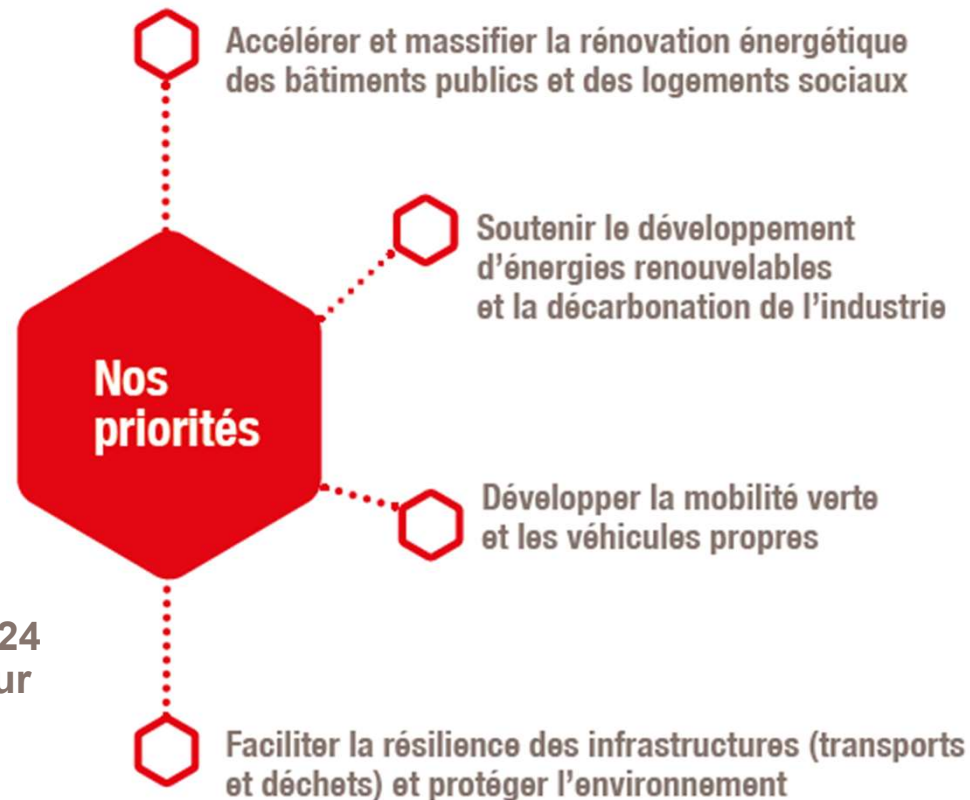 Accélérer et massifier la rénovation énergétique
des bâtiments publics et des logements sociaux
Soutenir le développement
d’énergies renouvelables
et la décarbonation de l’industrie
Nos
priorités
Développer la mobilité verte
et les véhicules propres
24
ur
Faciliter la résilience des infrastructures (transports
et déchets) et protéger l’environnement